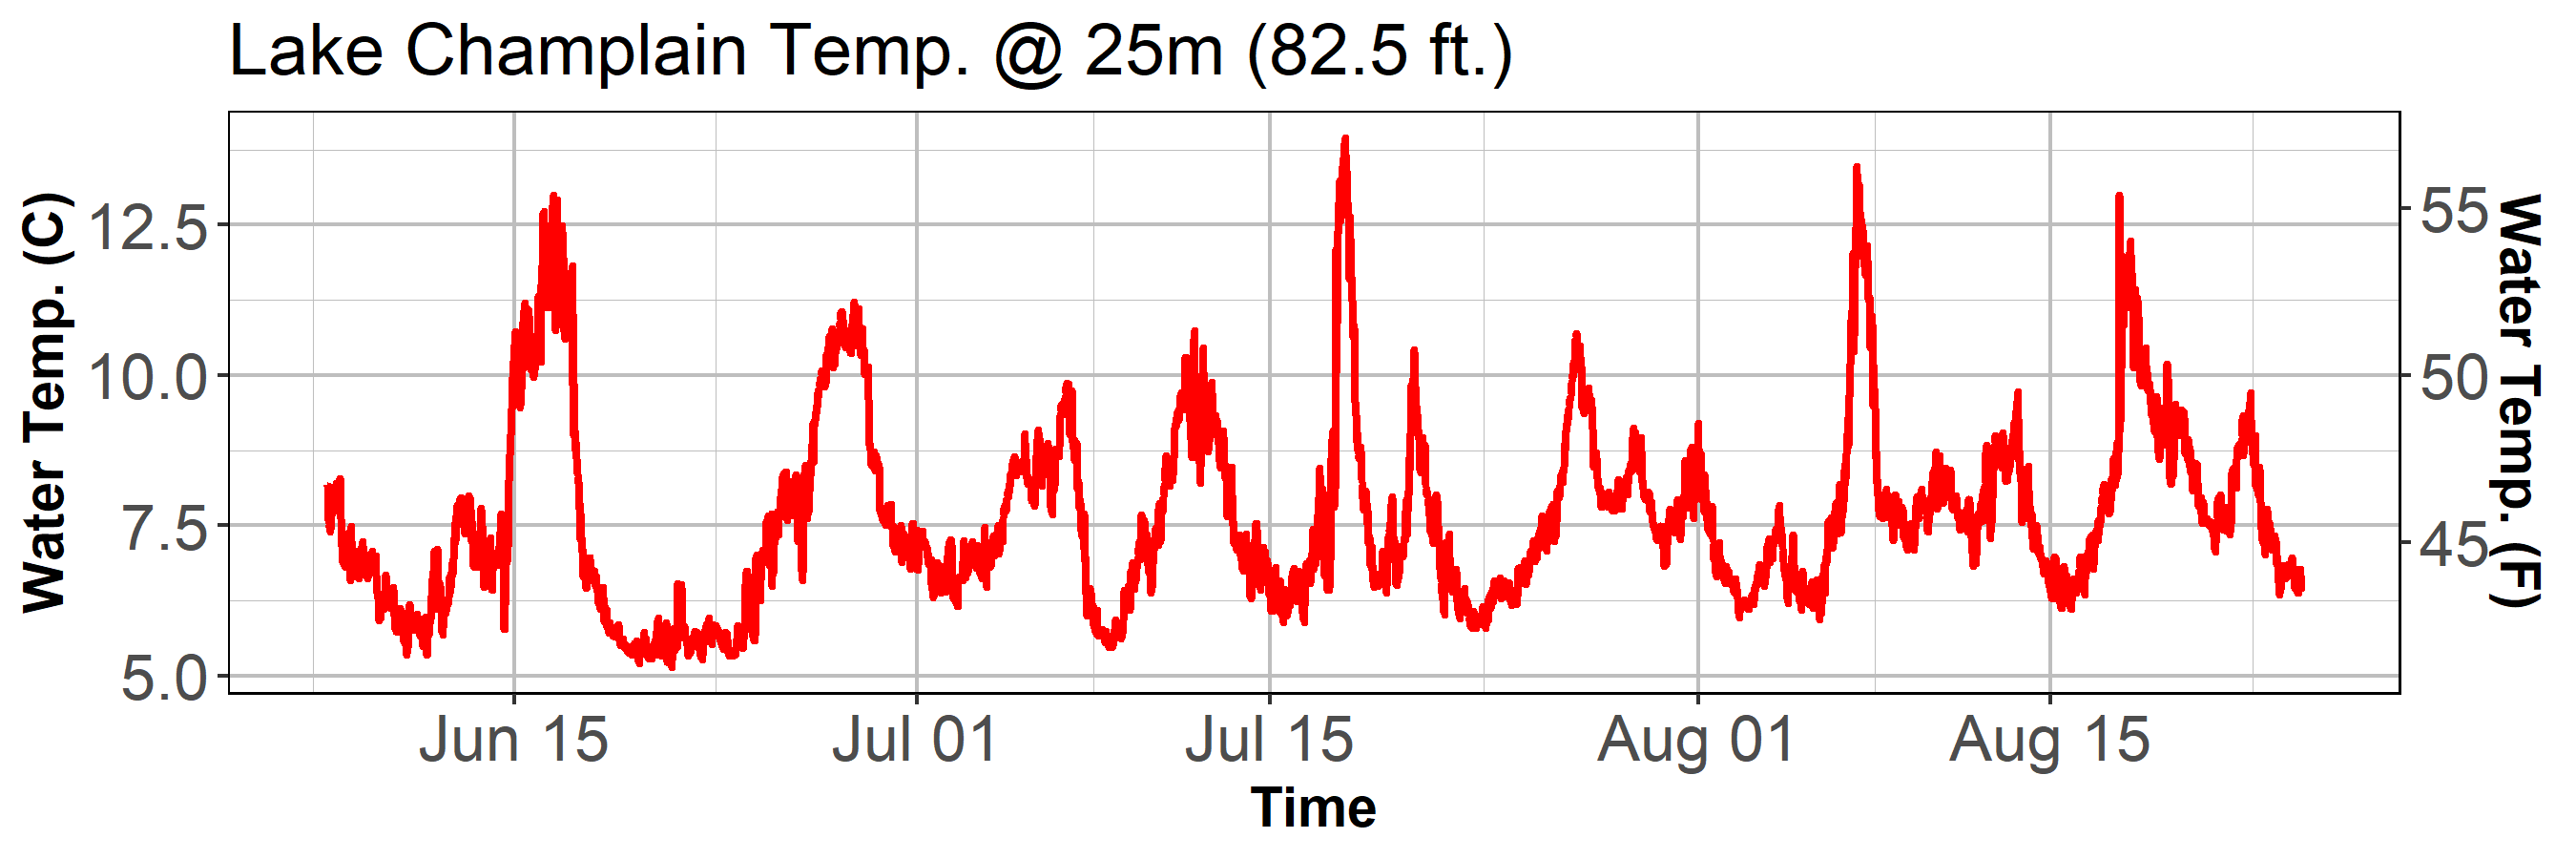 Lake Champlain Temp. @ 25m (82.5 ft.)
Water Temp. (C)
12.5
10.0
7.5
5.0
55
50
45
Water Temp. (F)
Jun 15 Jul 01 Jul 15 Aug 01 Aug 15
Time